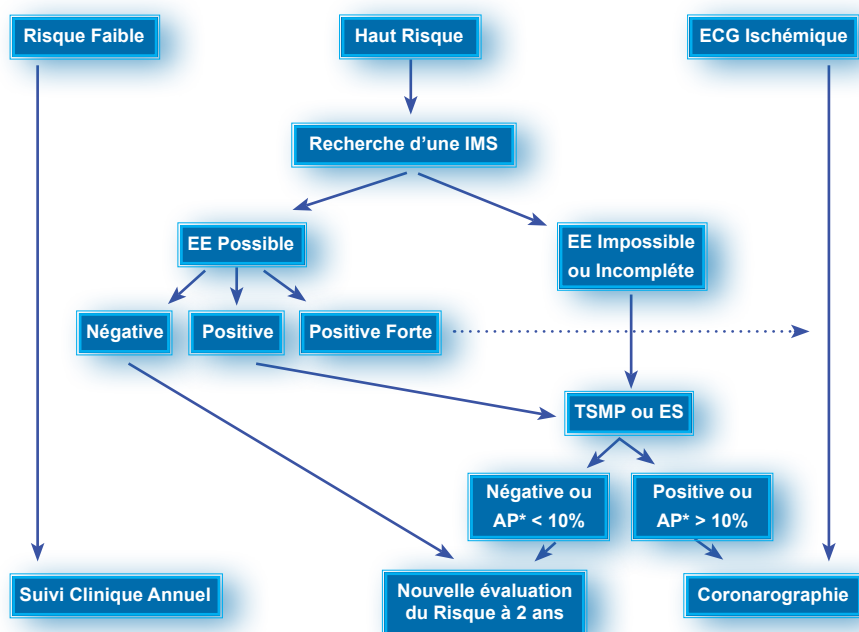 Risque Faible
Haut Risque
ECG Ischémique
Recherche d’une IMS
EE Possible
EE Impossible
ou Incompléte
Négative
Positive
Positive Forte
TSMP ou ES
Négative ou
AP* < 10%
Positive ou
AP* > 10%
Suivi Clinique Annuel
Nouvelle évaluation
du Risque à 2 ans
Coronarographie